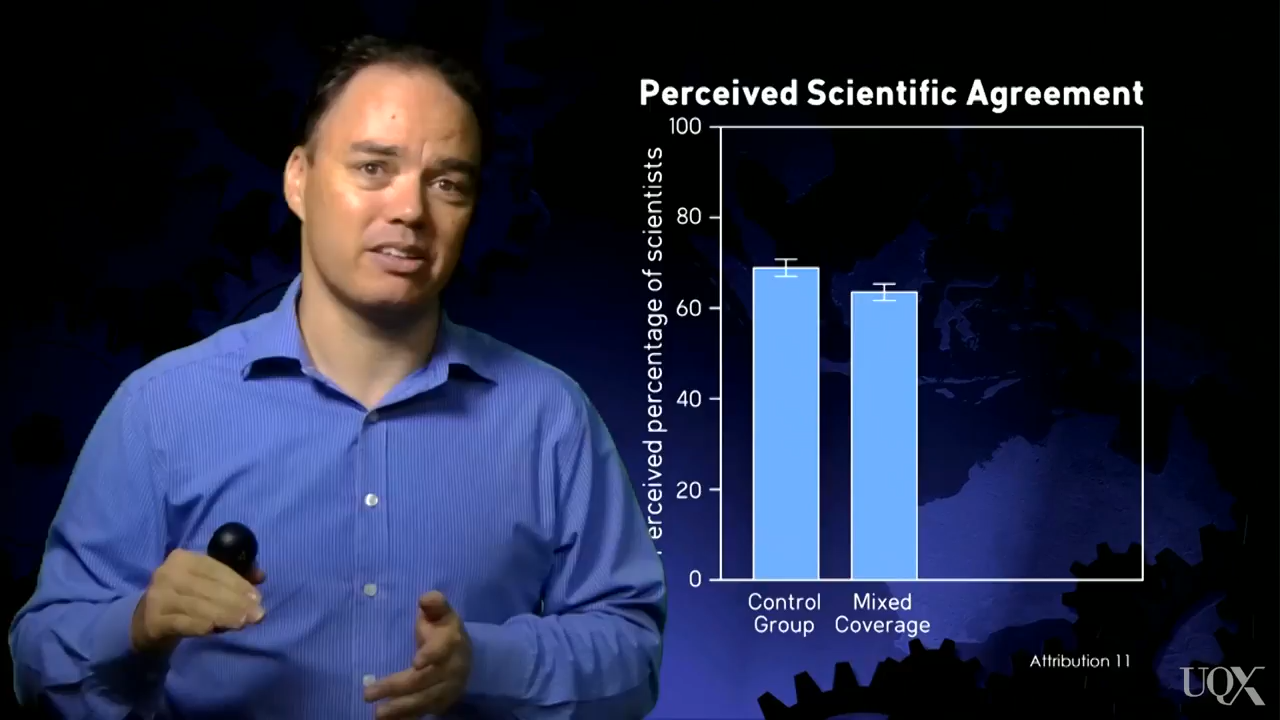 Perceived Scientific Agreement
100
80
60
40
20
0
erceived percentage of scientists
Control
Group
Mixed
Coverage
Attribution 11
UQX